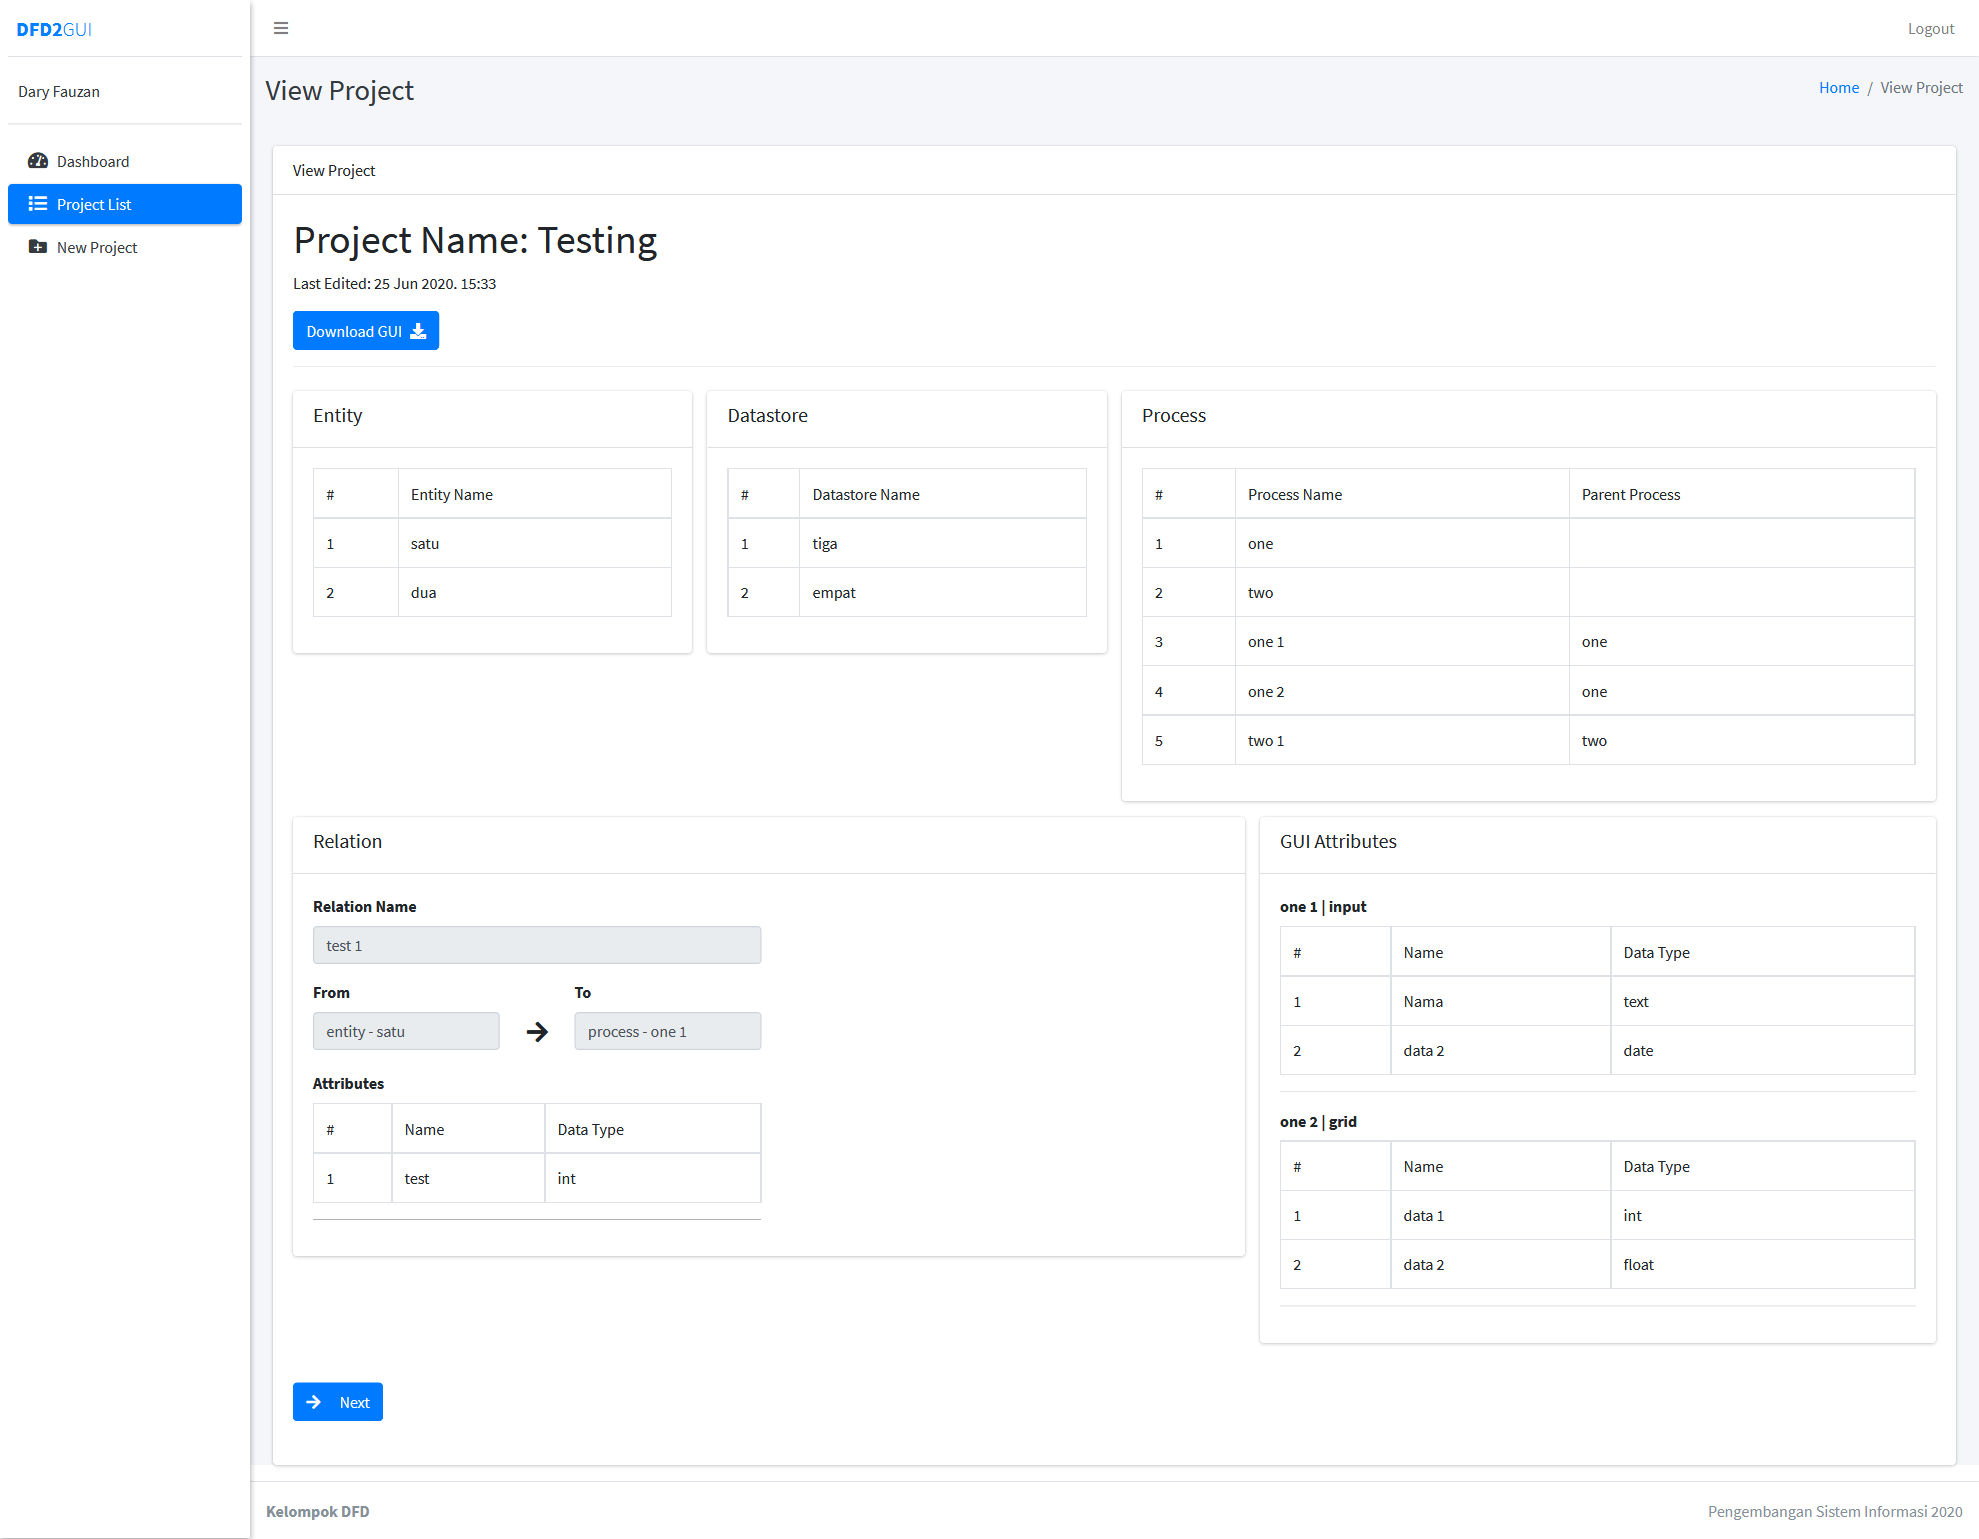 DFD2GUI
Logout
Dary Fauzan
Dashboard
Project List
New Project
View Project
Home / View Project
View Project
Project Name: Testing
Last Edited: 25 Jun 2020. 15:33
Download GUI
Entity
# Entity Name
1 satu
2 dua
Datastore
# Datastore Name
1 tiga
2 empat
Process
# Process Name Parent Process
1 one
2 two
3 one 1 one
4 one 2 one
5 two 1 two
Relation
Relation Name
test 1
From To
entity - satu process - one 1
Attributes
# Name Data Type
1 test int
GUI Attributes
one 1 | input
# Name Data Type
1 Nama text
2 data 2 date
one 2 | grid
# Name Data Type
1 data 1 int
2 data 2 float
Next
Kelompok DFD
Pengembangan Sistem Informasi 2020